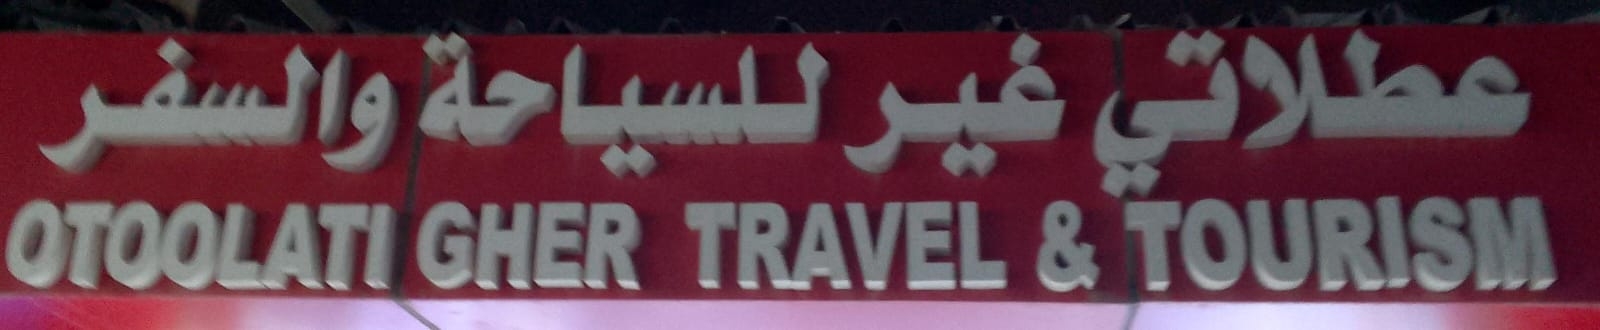 عطلاتي غير للسياحة والسفر
OTOOLATI GHER TRAVEL & TOURISM